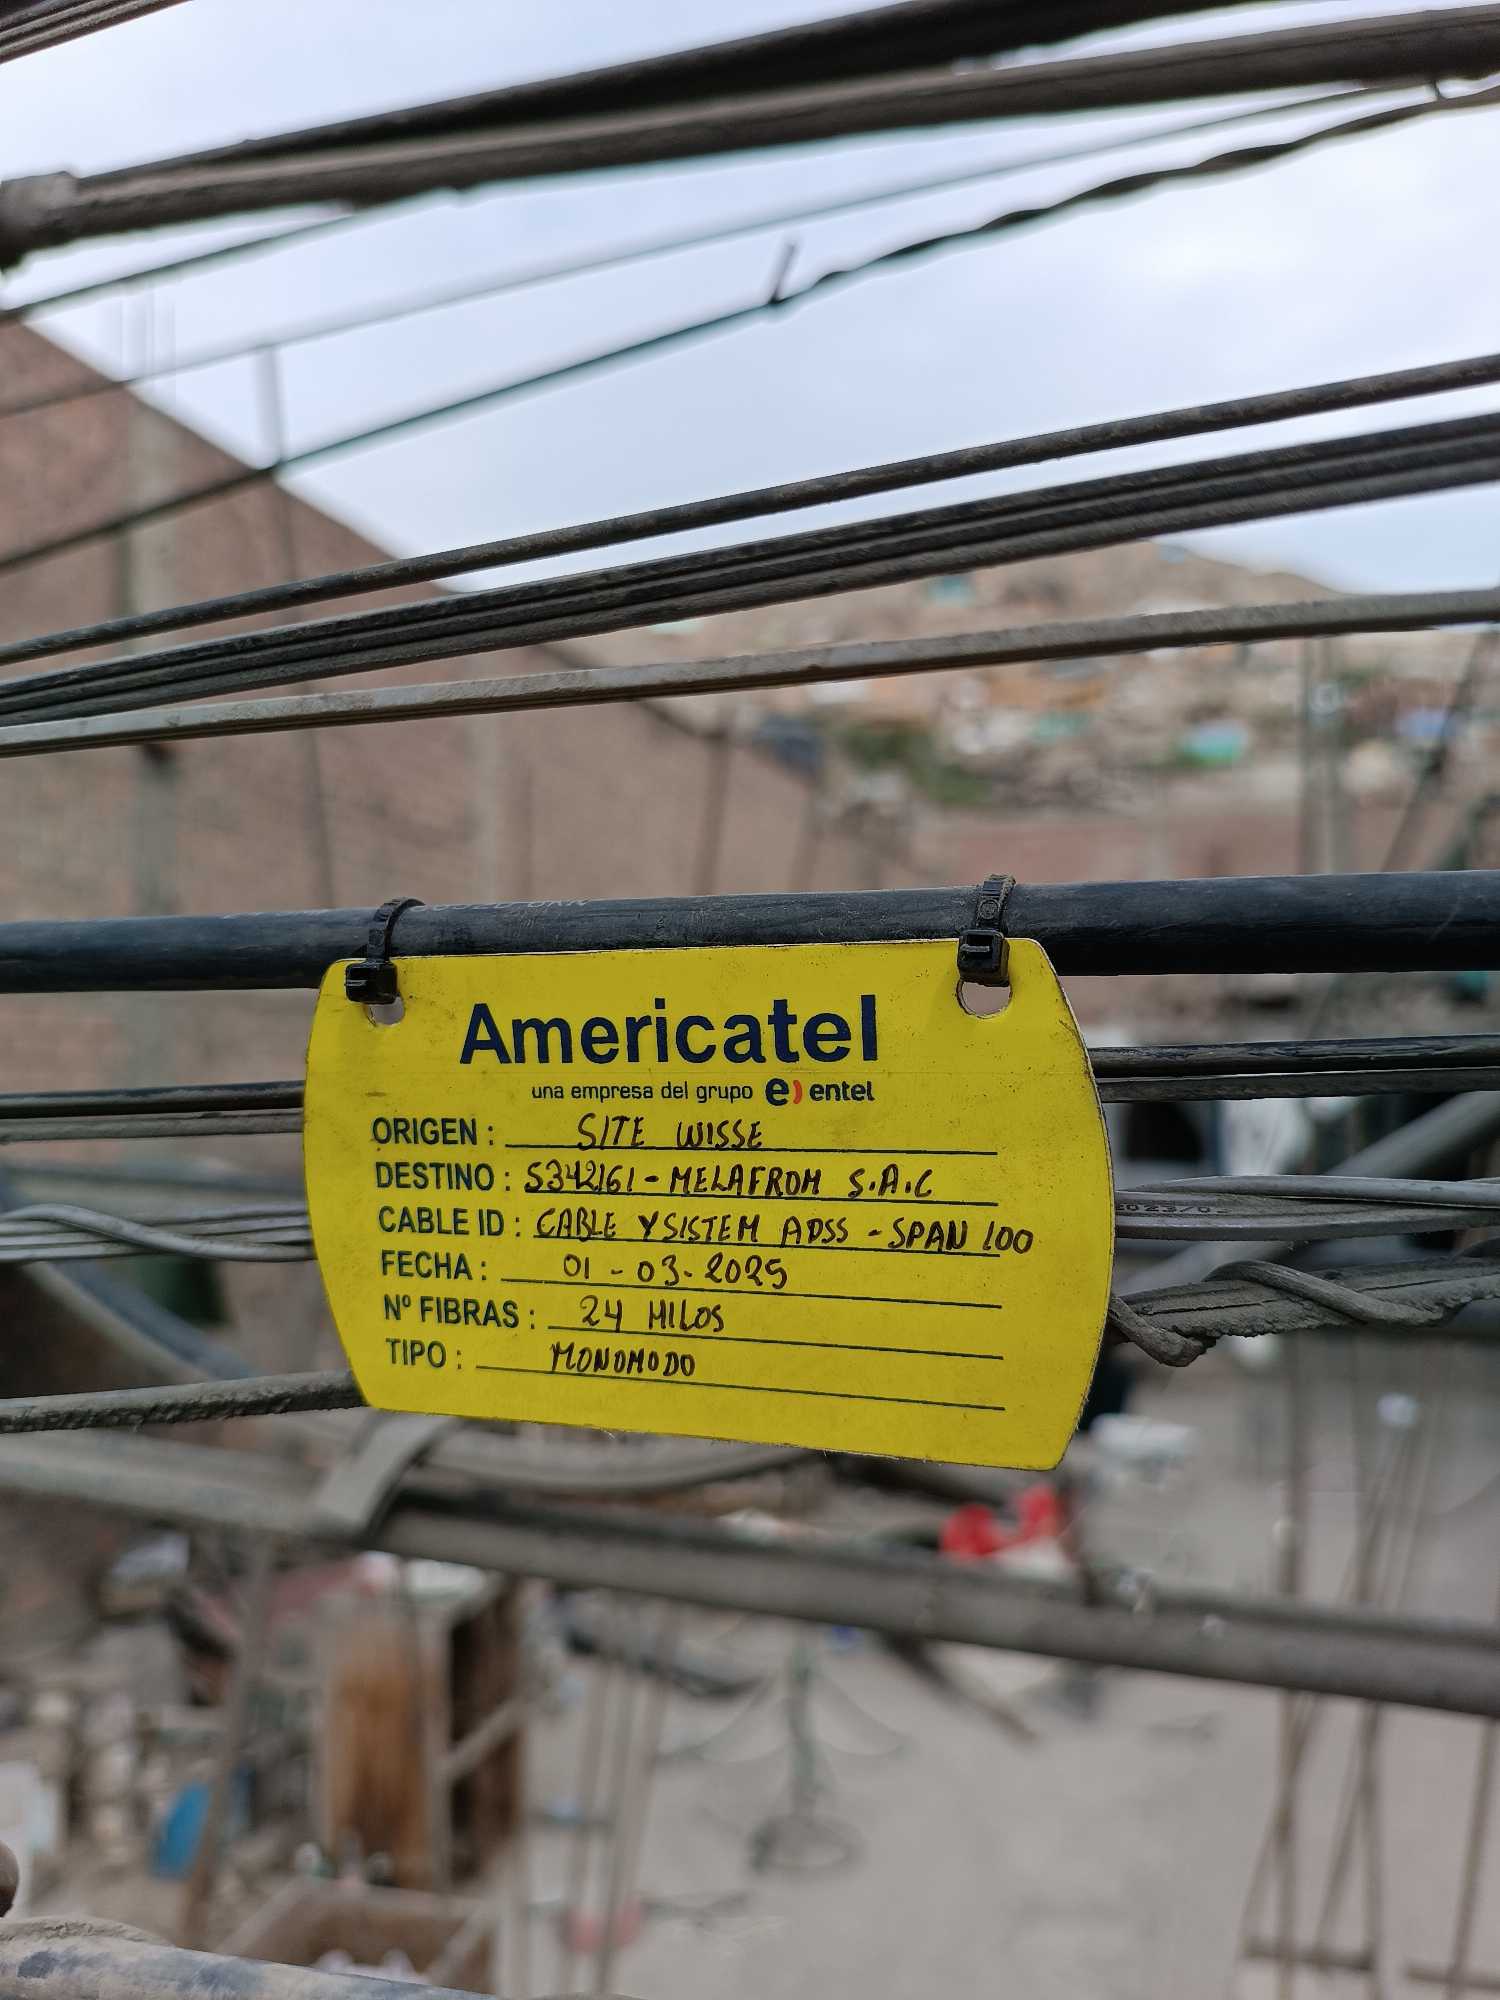 Americatel
una empresa del grupo e) entel
ORIGEN : SITE WISSE
DESTINO : S342161 - MELAFROM S.A.C
CABLE ID : CABLE YSISTEM ADSS - SPAN 100
FECHA : 01 - 03 - 2025
Nº FIBRAS : 24 HILOS
TIPO : MONOMODO